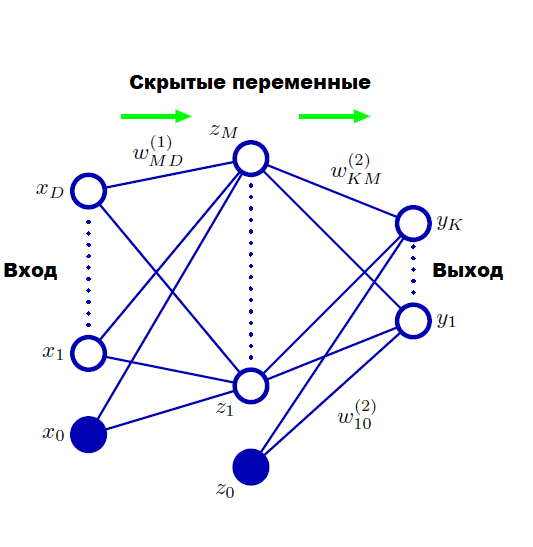 Скрытые переменные
z_M
w_{MD}^{(1)}
w_{KM}^{(2)}
x_D
y_K
Вход
Выход
y_1
x_1
z_1
w_{10}^{(2)}
x_0
z_0